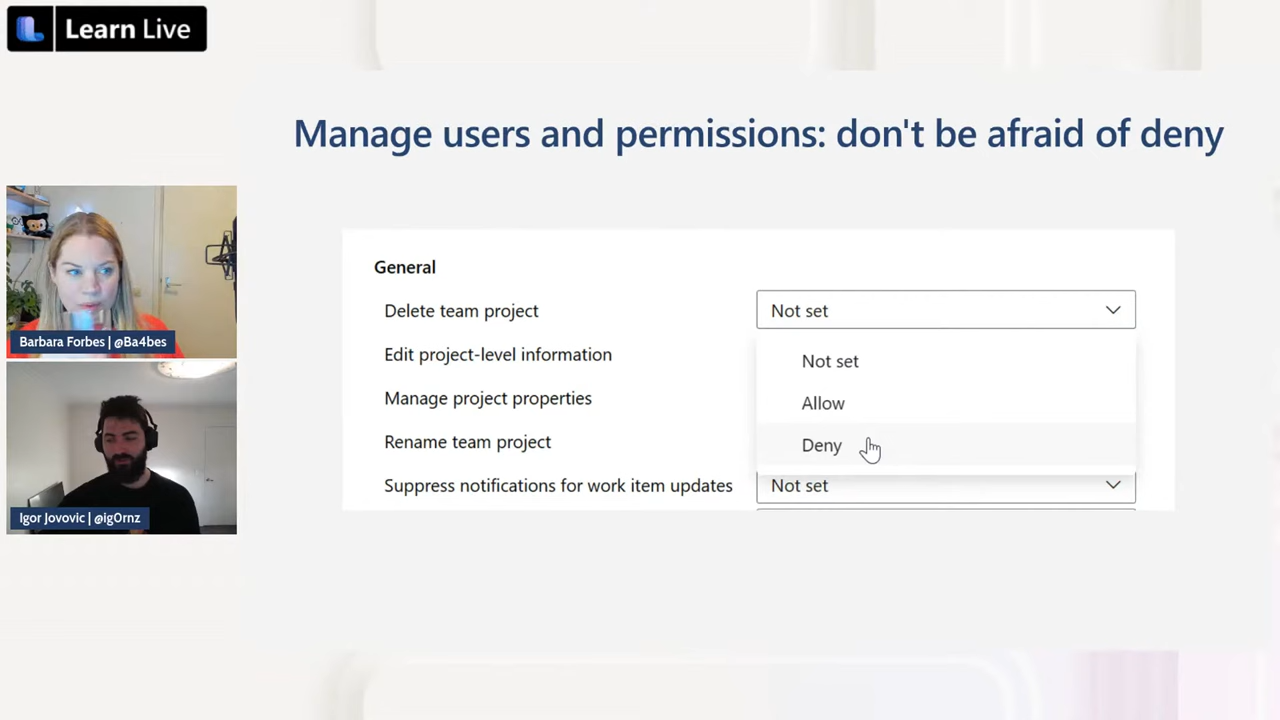 Learn Live
Manage users and permissions: don't be afraid of deny
Barbara Forbes | @Ba4bes
Igor Jovovic | @ig0rnz
General
Delete team project
Not set
Not set
Edit project-level information
Allow
Manage project properties
Deny
Rename team project
Suppress notifications for work item updates
Not set